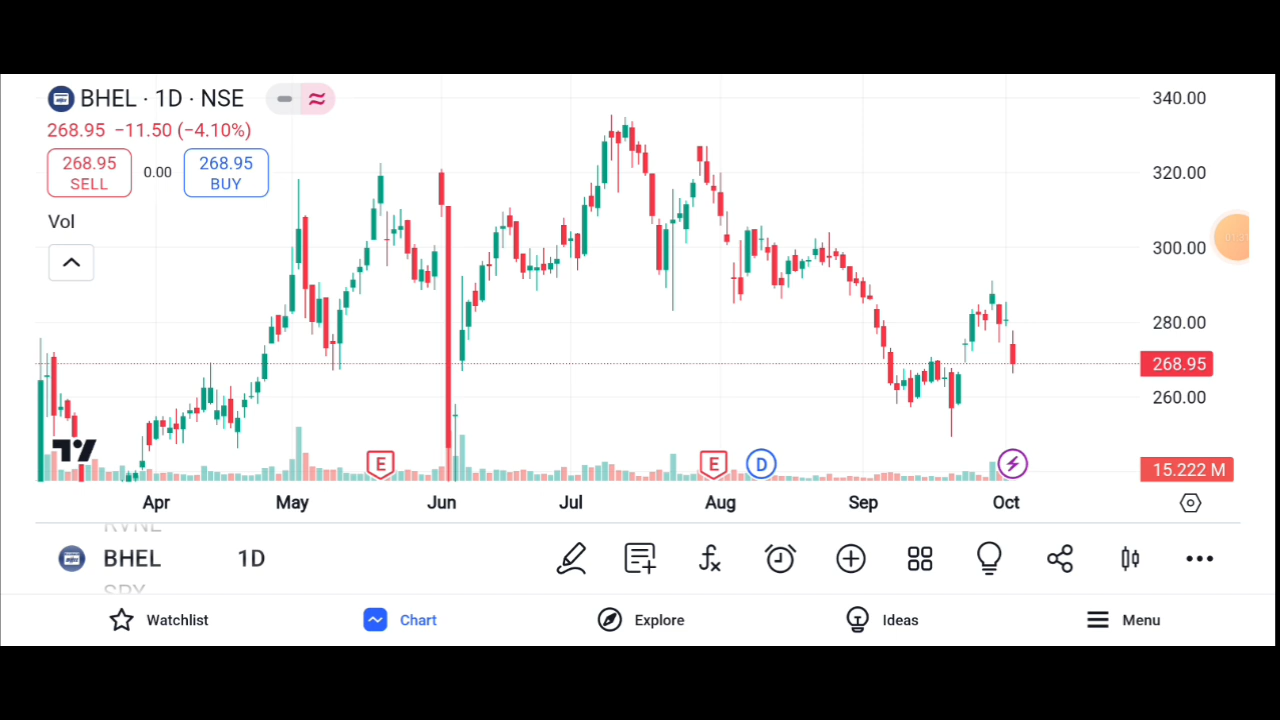 BHEL · 1D · NSE
268.95 −11.50 (−4.10%)
268.95 SELL
0.00
268.95 BUY
Vol
340.00
320.00
300.00
280.00
268.95
260.00
15.222 M
E
E
D
Apr May Jun Jul Aug Sep Oct
RVNL
BHEL 1D
SPY
Watchlist Chart Explore Ideas Menu